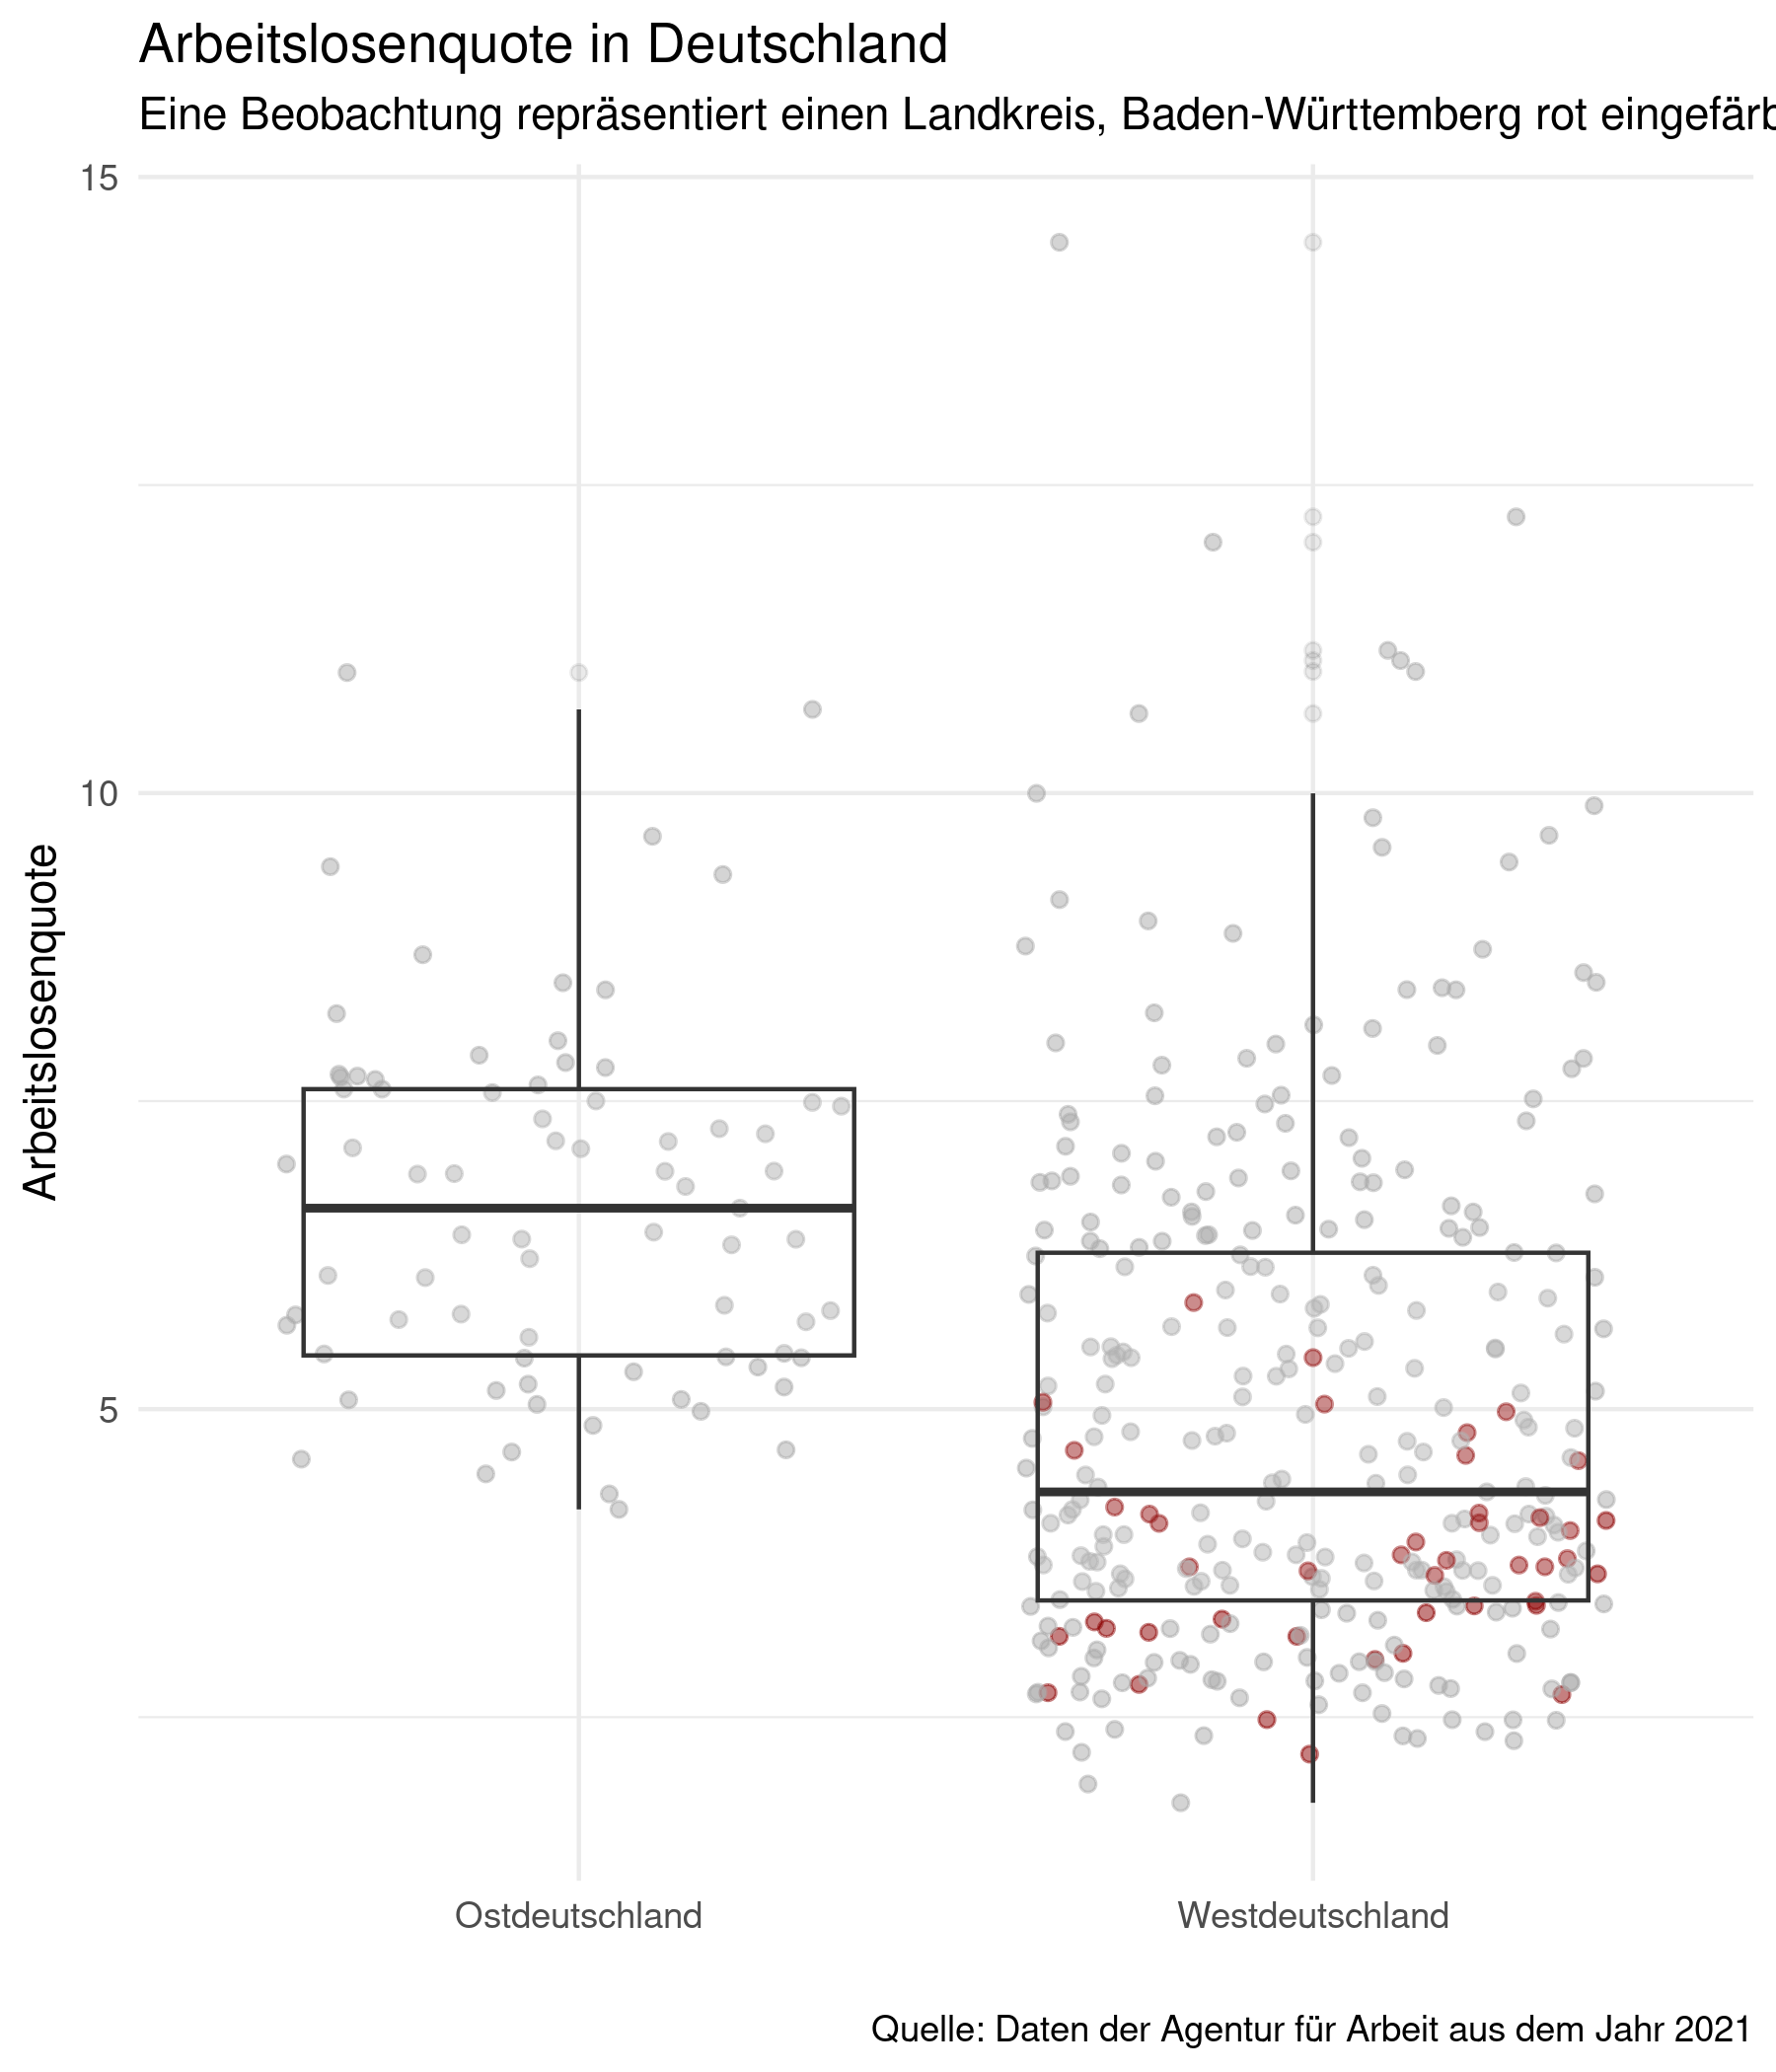 Arbeitslosenquote in Deutschland
Eine Beobachtung repräsentiert einen Landkreis, Baden-Württemberg rot eingefärb
15
10
5
Arbeitslosenquote
Ostdeutschland
Westdeutschland
Quelle: Daten der Agentur für Arbeit aus dem Jahr 2021